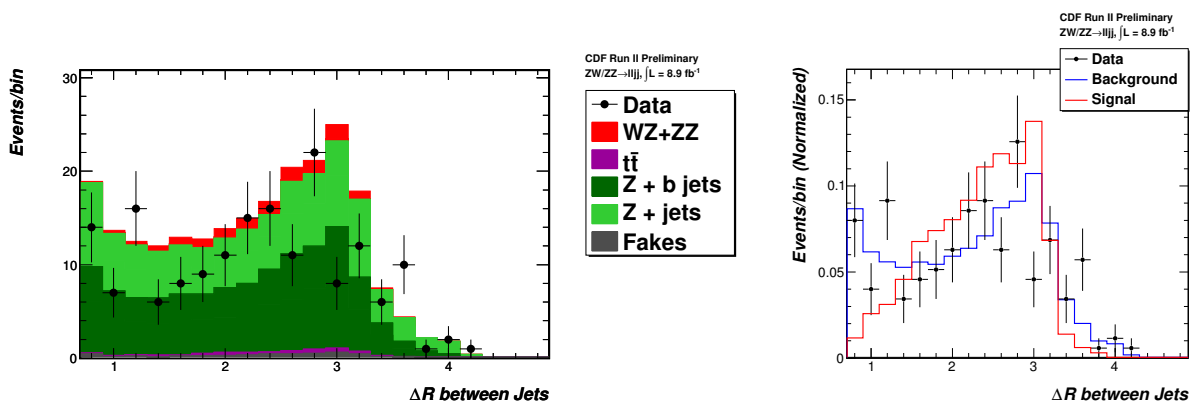 CDF Run II Preliminary
ZW/ZZ→lljj, ∫L = 8.9 fb⁻¹
Events/bin
30
20
10
0
1
2
3
4
ΔR between Jets
Data
WZ+ZZ
tt̄
Z + b jets
Z + jets
Fakes
CDF Run II Preliminary
ZW/ZZ→lljj, ∫L = 8.9 fb⁻¹
Data
Background
Signal
Events/bin (Normalized)
0.15
0.1
0.05
0
1
2
3
4
ΔR between Jets